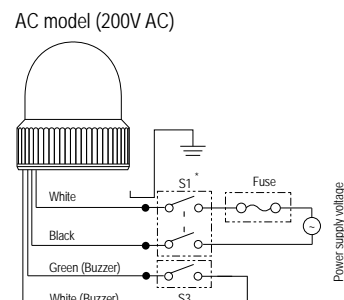 AC model (200V AC)
S1 *
Fuse
White
~
Power supply voltage
Black
Green (Buzzer)
White (Buzzer)
S3